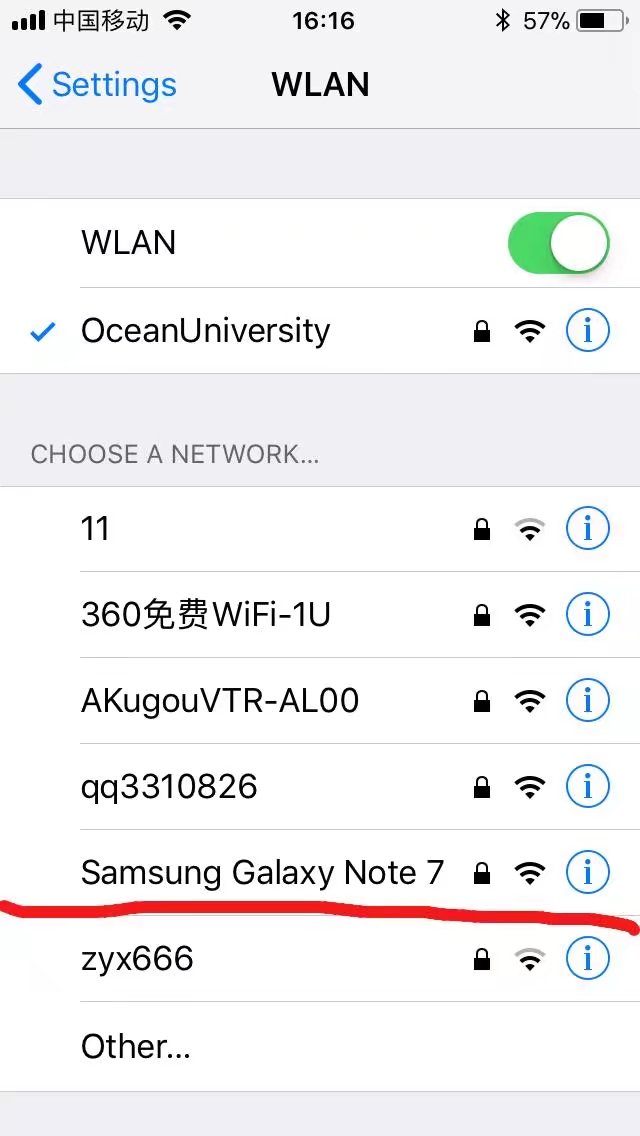 中国移动 16:16 57%
Settings WLAN
WLAN
OceanUniversity
CHOOSE A NETWORK...
11
360免费WiFi-1U
AKugouVTR-AL00
qq3310826
Samsung Galaxy Note 7
zyx666
Other...